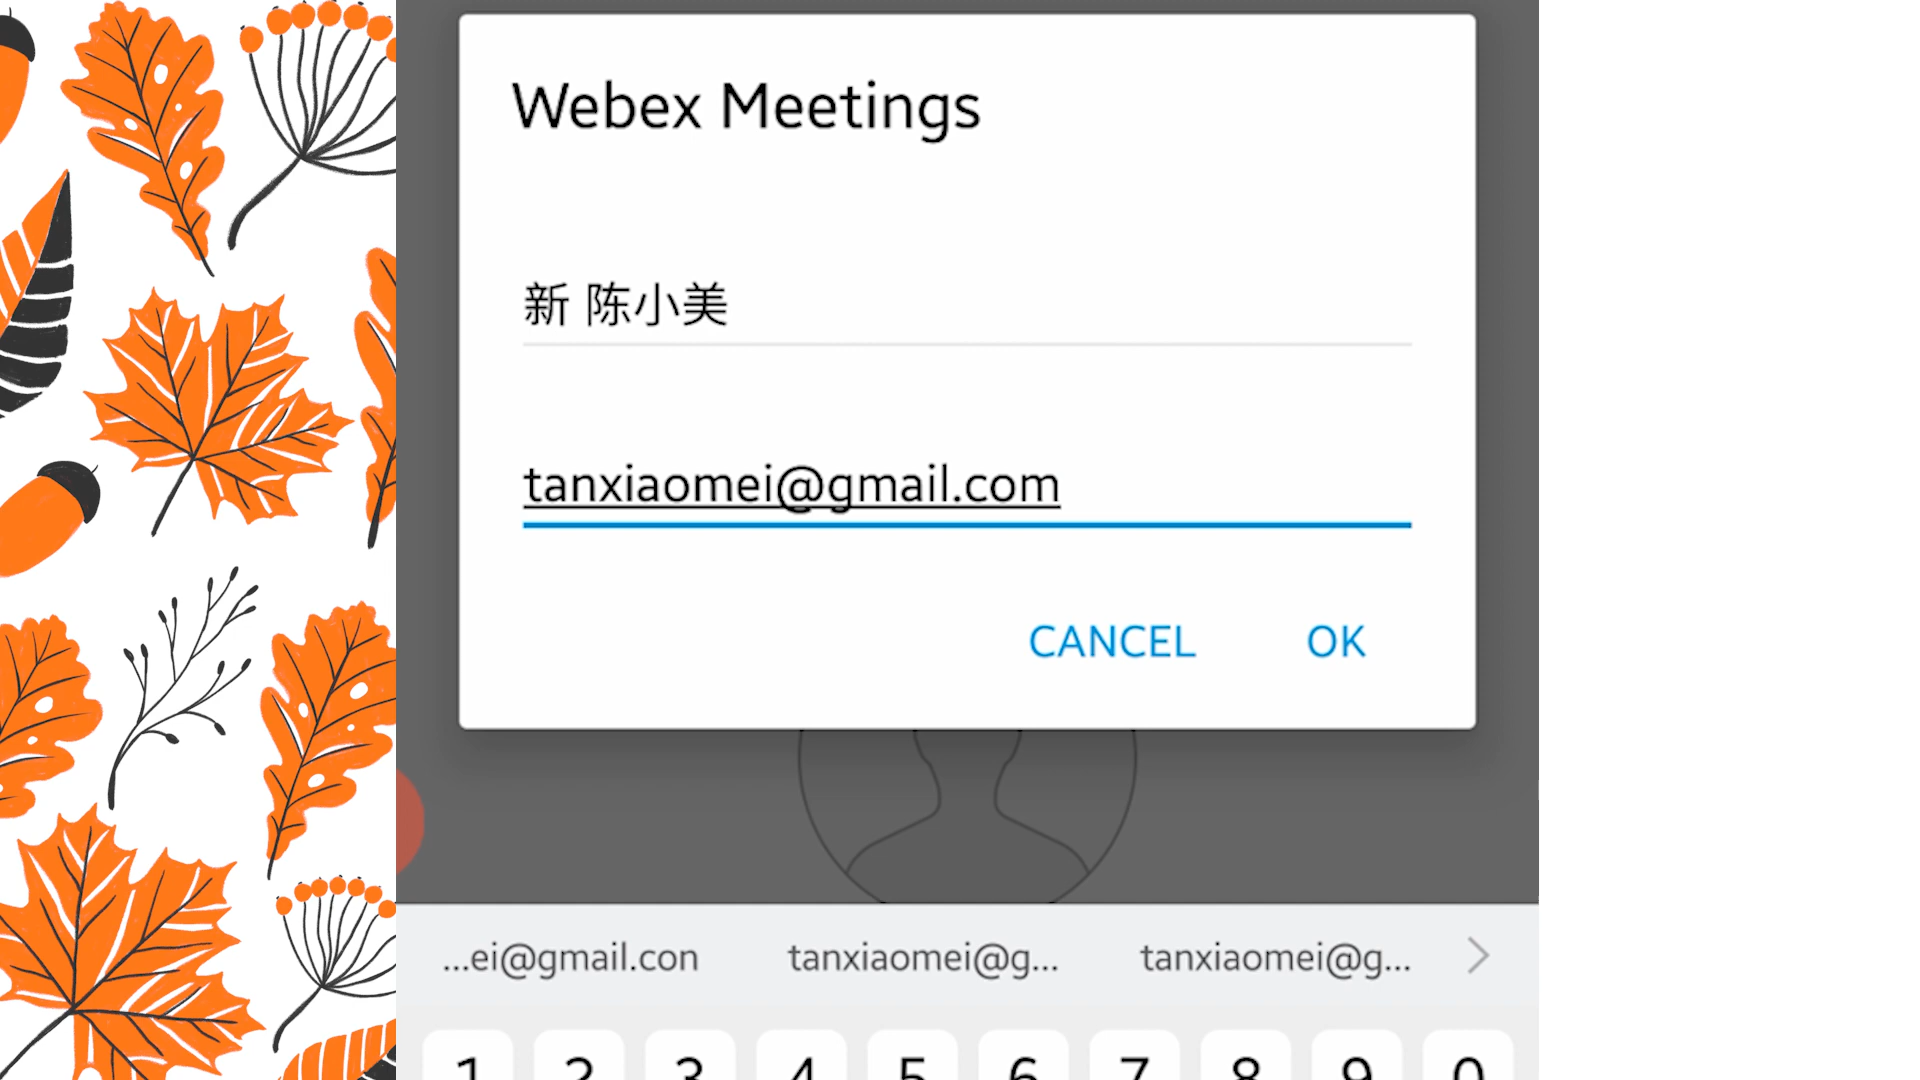 Webex Meetings
新 陈小美
tanxiaomei@gmail.com
CANCEL OK
...ei@gmail.con tanxiaomei@g... tanxiaomei@g...
1 2 3 4 5 6 7 8 9 0